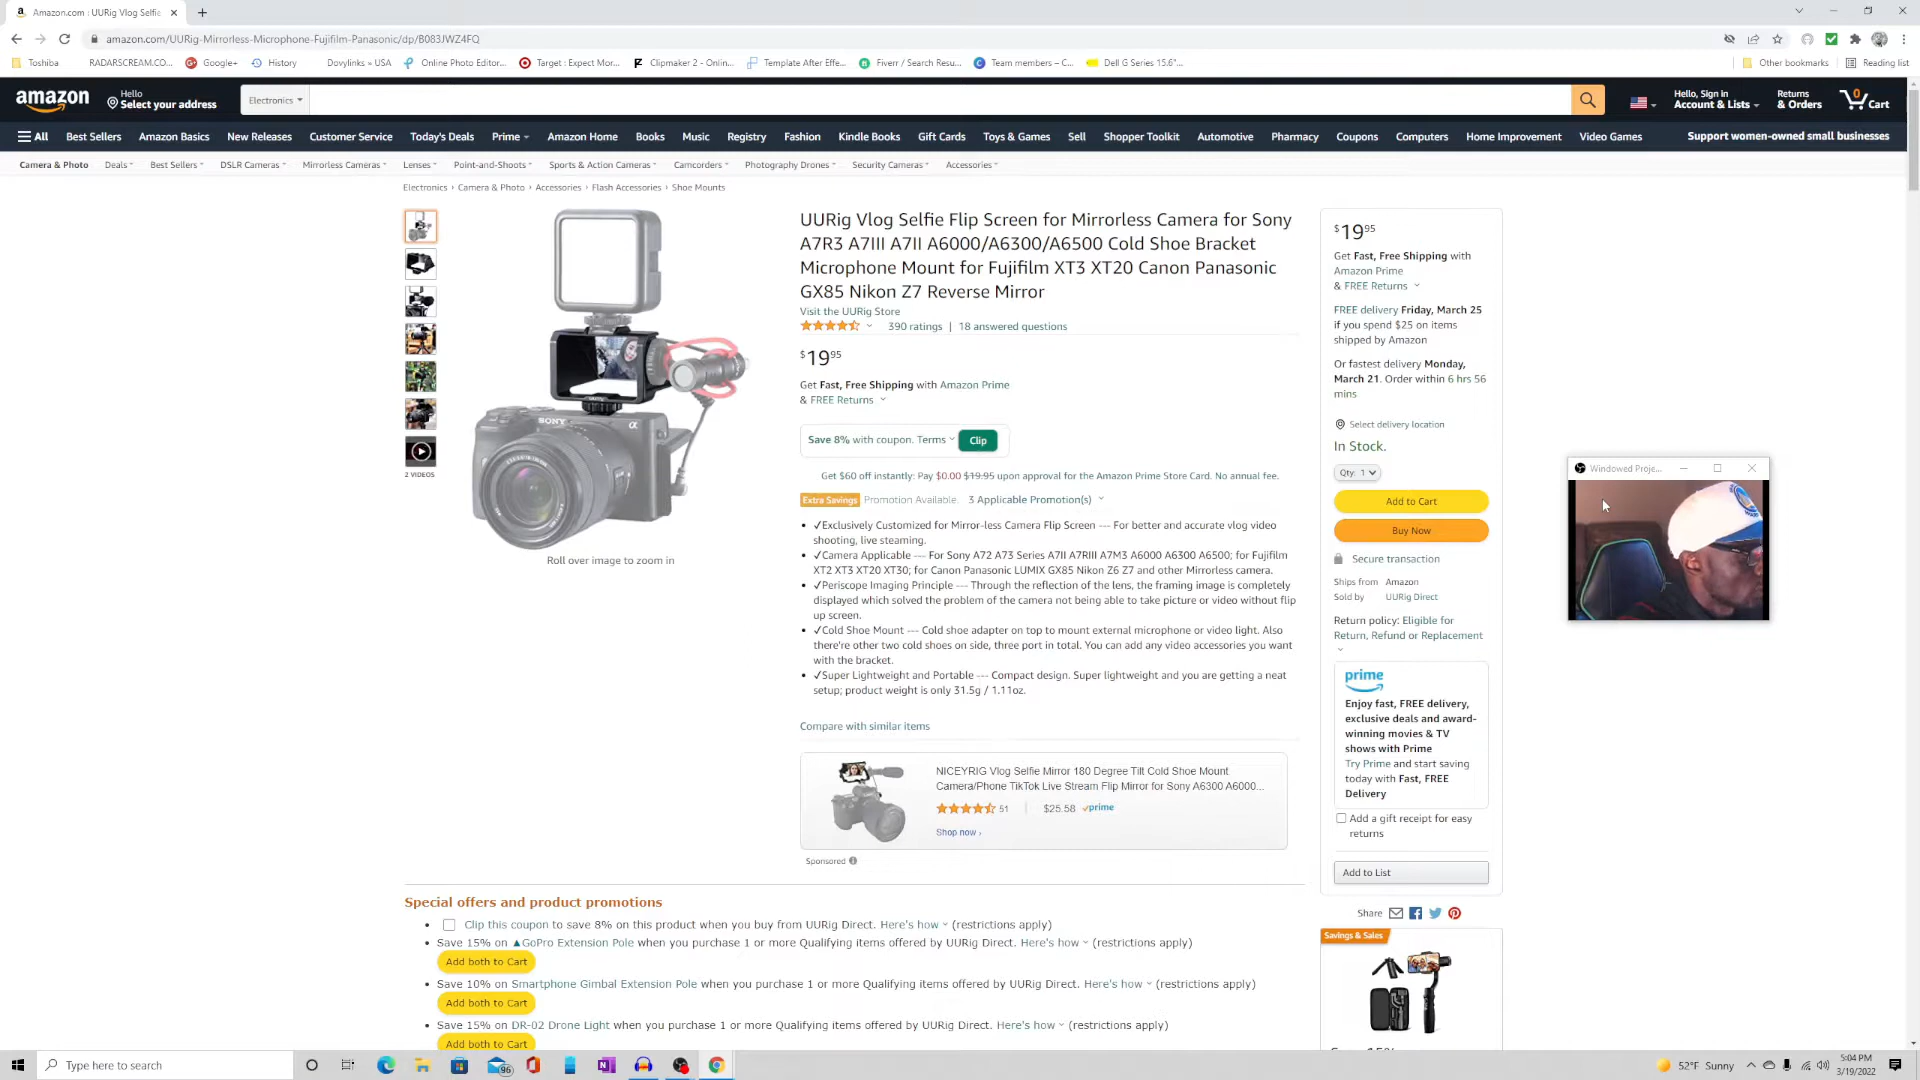 Amazon.com : UURig Vlog Selfie
amazon.com/UURig-Mirrorless-Microphone-Fujifilm-Panasonic/dp/B083JWZ4FQ
Toshiba RADARSCREAM.CO... Google+ History Dovylinks » USA Online Photo Editor... Target : Expect Mor... Clipmaker 2 - Onlin... Template After Effe... Fiverr / Search Resu... Team members – C... Dell G Series 15.6"... Other bookmarks Reading list
amazon
Hello
Select your address
Electronics
Hello, Sign in
Account & Lists
Returns
& Orders
0
Cart
All Best Sellers Amazon Basics New Releases Customer Service Today's Deals Prime Amazon Home Books Music Registry Fashion Kindle Books Gift Cards Toys & Games Sell Shopper Toolkit Automotive Pharmacy Coupons Computers Home Improvement Video Games Support women-owned small businesses
Camera & Photo Deals Best Sellers DSLR Cameras Mirrorless Cameras Lenses Point-and-Shoots Sports & Action Cameras Camcorders Photography Drones Security Cameras Accessories
Electronics › Camera & Photo › Accessories › Flash Accessories › Shoe Mounts
SONY
α
2 VIDEOS
Roll over image to zoom in
UURig Vlog Selfie Flip Screen for Mirrorless Camera for Sony
A7R3 A7III A7II A6000/A6300/A6500 Cold Shoe Bracket
Microphone Mount for Fujifilm XT3 XT20 Canon Panasonic
GX85 Nikon Z7 Reverse Mirror
Visit the UURig Store
390 ratings | 18 answered questions
$19 95
Get Fast, Free Shipping with Amazon Prime
& FREE Returns
Save 8% with coupon. Terms Clip
Get $60 off instantly: Pay $0.00 $19.95 upon approval for the Amazon Prime Store Card. No annual fee.
Extra Savings Promotion Available. 3 Applicable Promotion(s)
• ✓Exclusively Customized for Mirror-less Camera Flip Screen --- For better and accurate vlog video
shooting, live steaming.
• ✓Camera Applicable --- For Sony A72 A73 Series A7II A7RIII A7M3 A6000 A6300 A6500; for Fujifilm
XT2 XT3 XT20 XT30; for Canon Panasonic LUMIX GX85 Nikon Z6 Z7 and other Mirrorless camera.
• ✓Periscope Imaging Principle --- Through the reflection of the lens, the framing image is completely
displayed which solved the problem of the camera not being able to take picture or video without flip
up screen.
• ✓Cold Shoe Mount --- Cold shoe adapter on top to mount external microphone or video light. Also
there're other two cold shoes on side, three port in total. You can add any video accessories you want
with the bracket.
• ✓Super Lightweight and Portable --- Compact design. Super lightweight and you are getting a neat
setup; product weight is only 31.5g / 1.11oz.
Compare with similar items
NICEYRIG Vlog Selfie Mirror 180 Degree Tilt Cold Shoe Mount
Camera/Phone TikTok Live Stream Flip Mirror for Sony A6300 A6000...
51 | $25.58 prime
Shop now ›
Sponsored
$19 95
Get Fast, Free Shipping with
Amazon Prime
& FREE Returns
FREE delivery Friday, March 25
if you spend $25 on items
shipped by Amazon
Or fastest delivery Monday,
March 21. Order within 6 hrs 56
mins
Select delivery location
In Stock.
Qty: 1
Add to Cart
Buy Now
Secure transaction
Ships from Amazon
Sold by UURig Direct
Return policy: Eligible for
Return, Refund or Replacement
prime
Enjoy fast, FREE delivery,
exclusive deals and award-
winning movies & TV
shows with Prime
Try Prime and start saving
today with Fast, FREE
Delivery
Add a gift receipt for easy
returns
Add to List
Share
Savings & Sales
Windowed Proje...
Special offers and product promotions
• Clip this coupon to save 8% on this product when you buy from UURig Direct. Here's how (restrictions apply)
• Save 15% on ▲GoPro Extension Pole when you purchase 1 or more Qualifying items offered by UURig Direct. Here's how (restrictions apply)
Add both to Cart
• Save 10% on Smartphone Gimbal Extension Pole when you purchase 1 or more Qualifying items offered by UURig Direct. Here's how (restrictions apply)
Add both to Cart
• Save 15% on DR-02 Drone Light when you purchase 1 or more Qualifying items offered by UURig Direct. Here's how (restrictions apply)
Add both to Cart
Type here to search
96
52°F Sunny
5:04 PM
3/19/2022